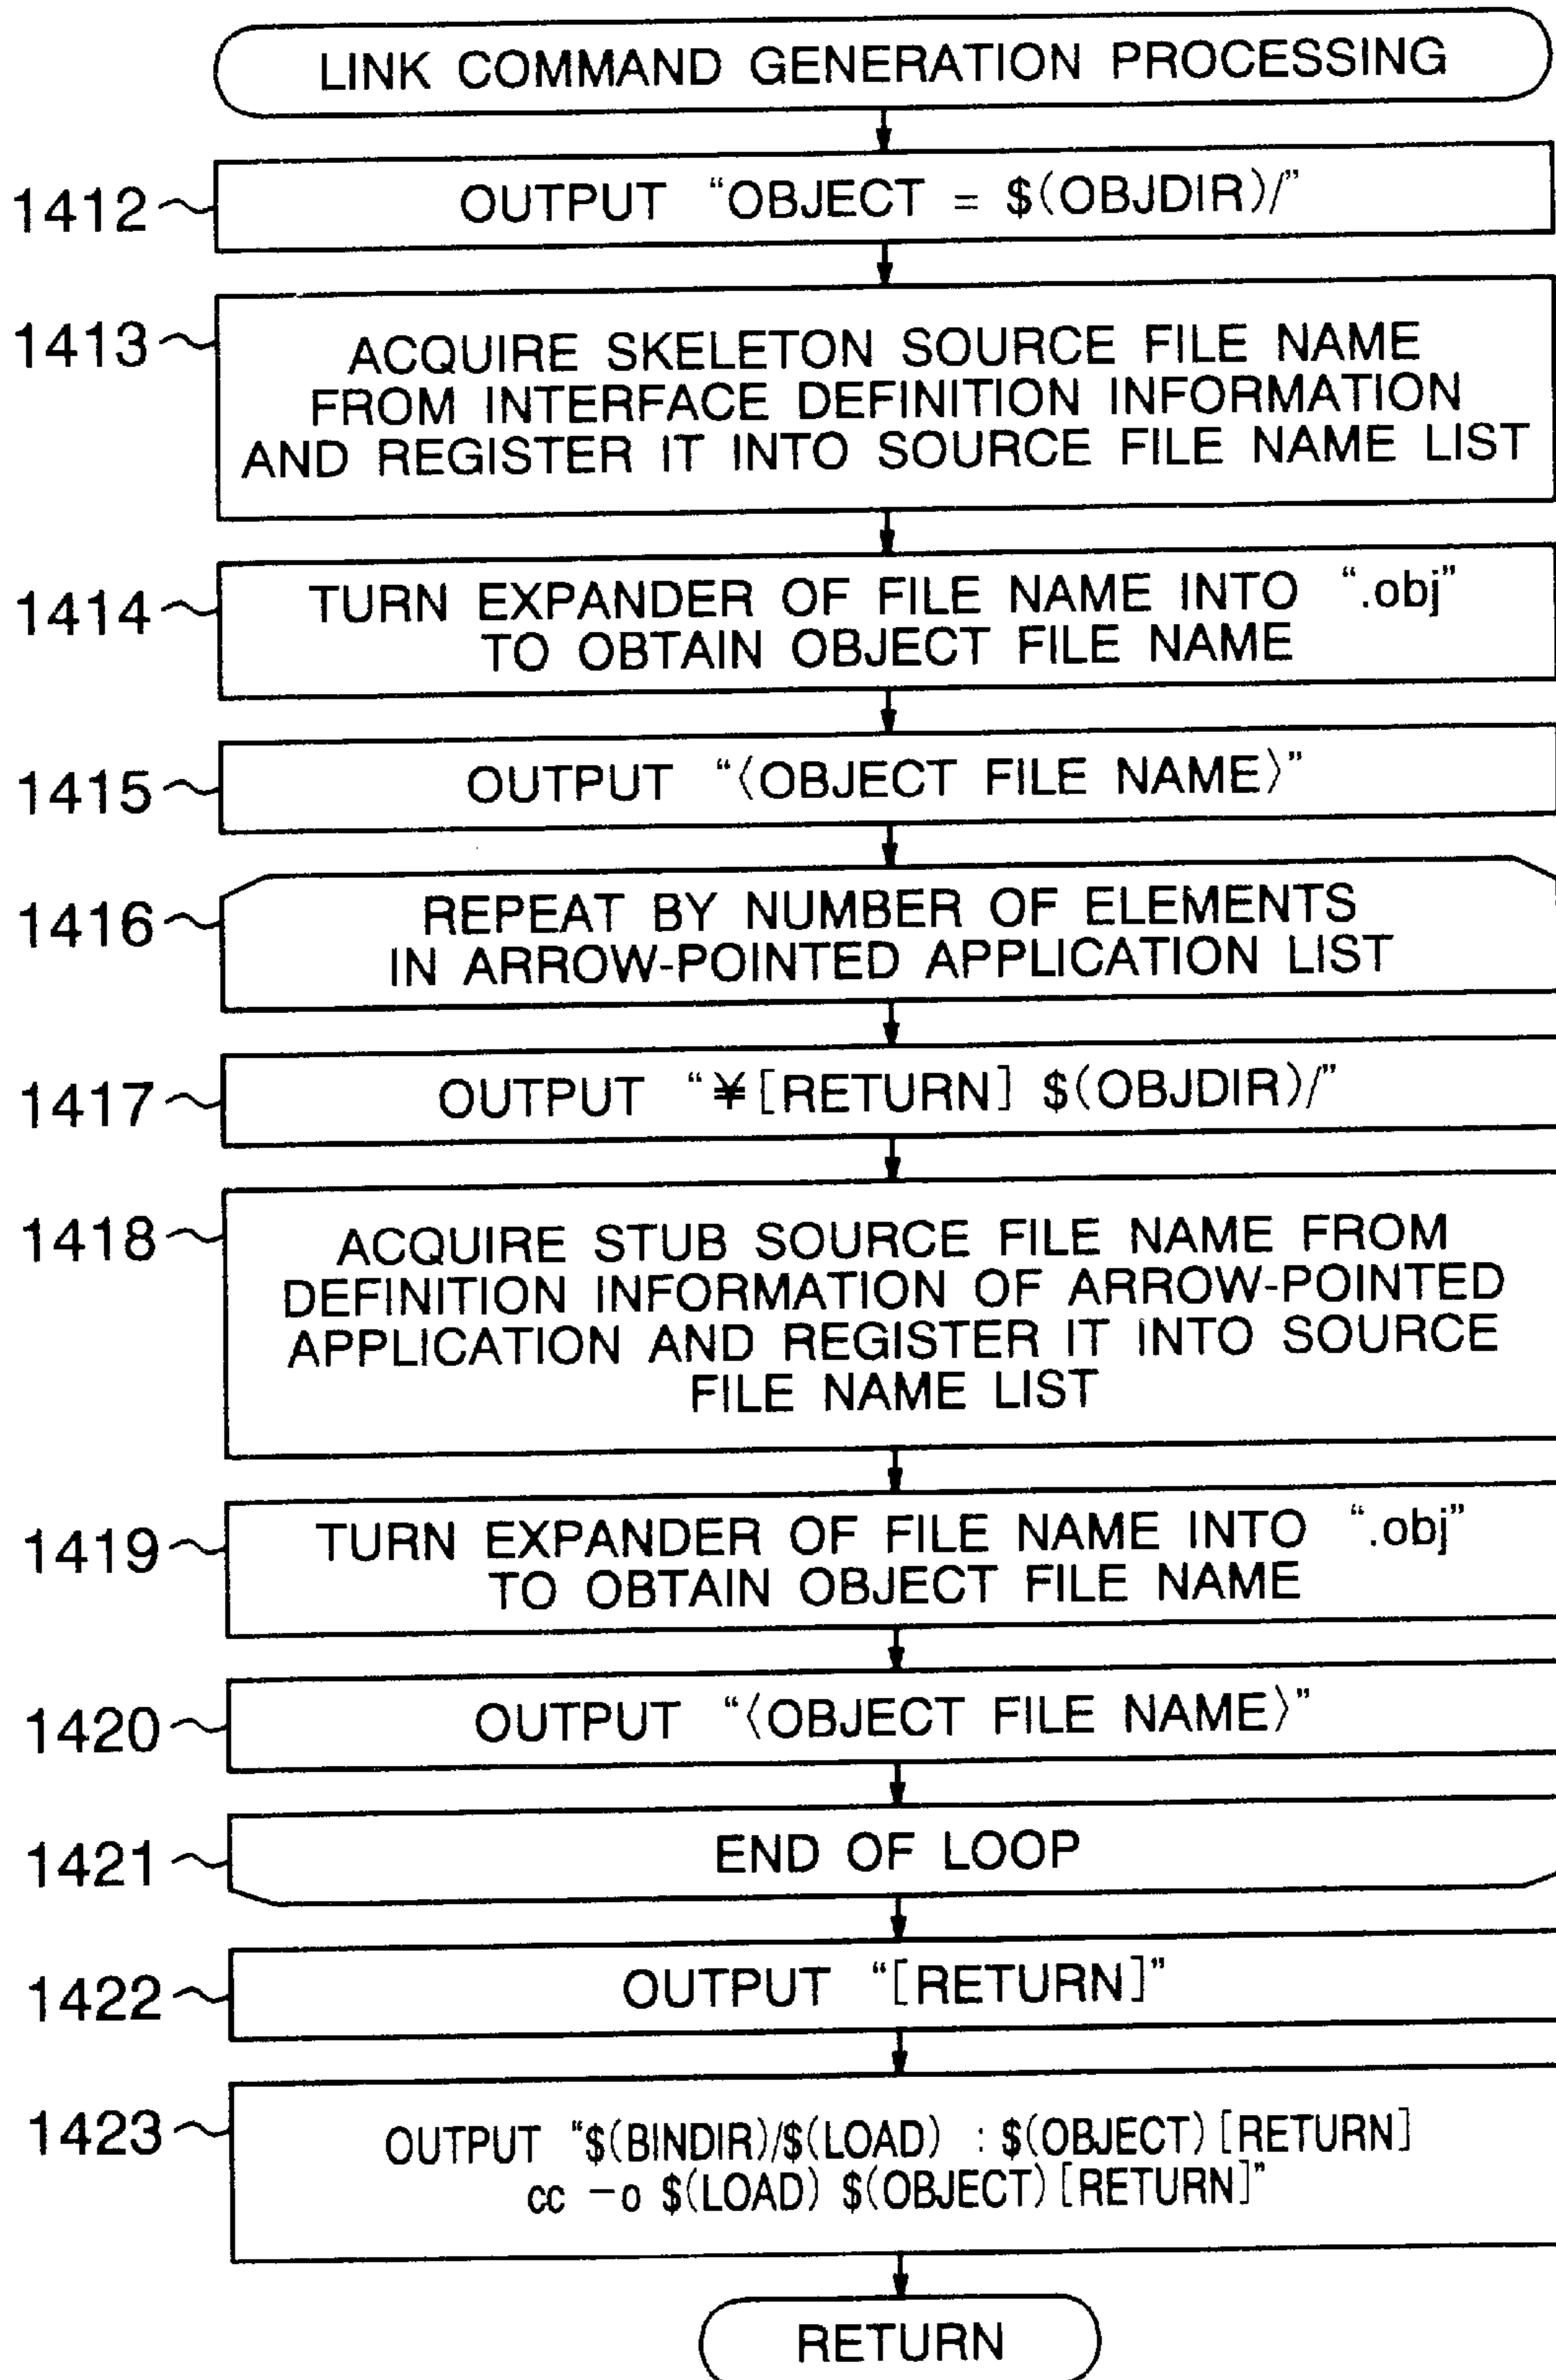 LINK COMMAND GENERATION PROCESSING
1412
OUTPUT “OBJECT = $(OBJDIR)/”
1413
ACQUIRE SKELETON SOURCE FILE NAME
FROM INTERFACE DEFINITION INFORMATION
AND REGISTER IT INTO SOURCE FILE NAME LIST
1414
TURN EXPANDER OF FILE NAME INTO “.obj”
TO OBTAIN OBJECT FILE NAME
1415
OUTPUT “〈OBJECT FILE NAME〉”
1416
REPEAT BY NUMBER OF ELEMENTS
IN ARROW-POINTED APPLICATION LIST
1417
OUTPUT “¥[RETURN] $(OBJDIR)/”
1418
ACQUIRE STUB SOURCE FILE NAME FROM
DEFINITION INFORMATION OF ARROW-POINTED
APPLICATION AND REGISTER IT INTO SOURCE
FILE NAME LIST
1419
TURN EXPANDER OF FILE NAME INTO “.obj”
TO OBTAIN OBJECT FILE NAME
1420
OUTPUT “〈OBJECT FILE NAME〉”
1421
END OF LOOP
1422
OUTPUT “[RETURN]”
1423
OUTPUT “$(BINDIR)/$(LOAD) : $(OBJECT)[RETURN]
cc -o $(LOAD) $(OBJECT)[RETURN]”
RETURN